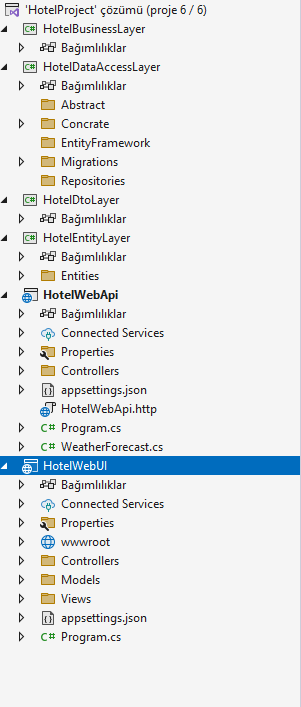 'HotelProject' çözümü (proje 6 / 6)
HotelBusinessLayer
Bağımlılıklar
HotelDataAccessLayer
Bağımlılıklar
Abstract
Concrate
EntityFramework
Migrations
Repositories
HotelDtoLayer
Bağımlılıklar
HotelEntityLayer
Bağımlılıklar
Entities
HotelWebApi
Bağımlılıklar
Connected Services
Properties
Controllers
appsettings.json
HotelWebApi.http
C# Program.cs
C# WeatherForecast.cs
HotelWebUI
Bağımlılıklar
Connected Services
Properties
wwwroot
Controllers
Models
Views
appsettings.json
C# Program.cs